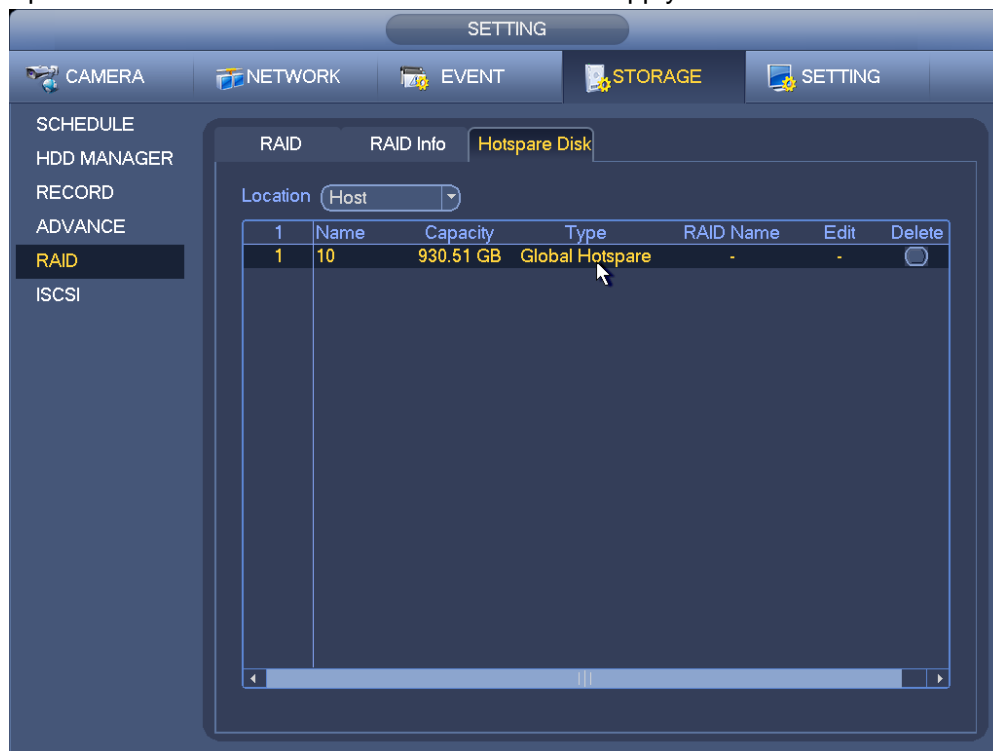 SETTING
CAMERA NETWORK EVENT STORAGE SETTING
SCHEDULE
HDD MANAGER
RECORD
ADVANCE
RAID
ISCSI
RAID RAID Info Hotspare Disk
Location Host
1 Name Capacity Type RAID Name Edit Delete
1 10 930.51 GB Global Hotspare - -